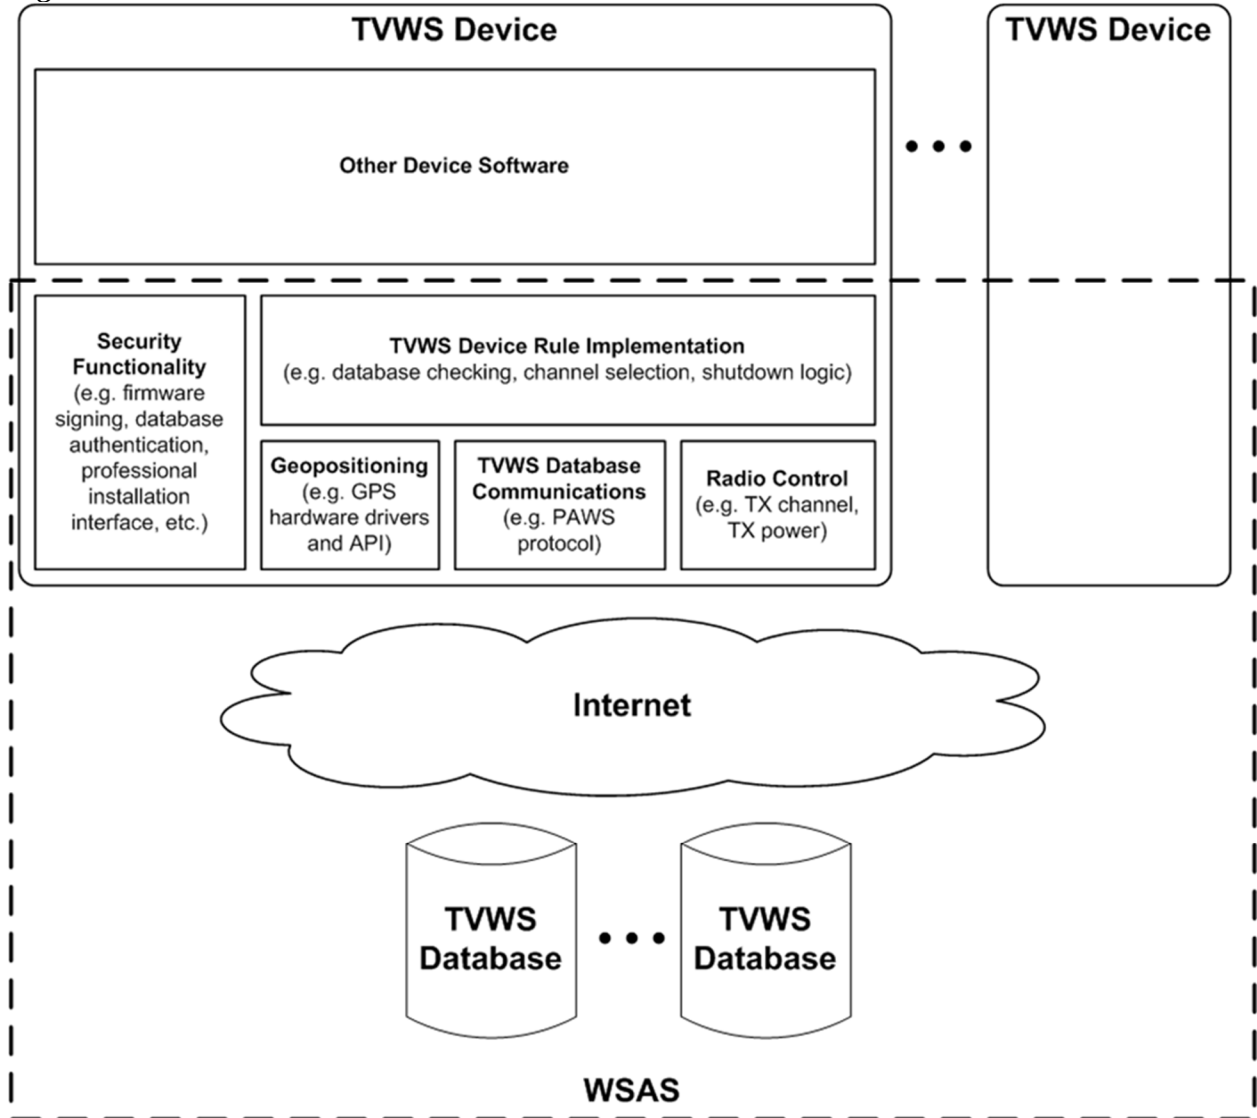 TVWS Device
TVWS Device
Other Device Software
Security
Functionality
(e.g. firmware
signing, database
authentication,
professional
installation
interface, etc.)
TVWS Device Rule Implementation
(e.g. database checking, channel selection, shutdown logic)
Geopositioning
(e.g. GPS
hardware drivers
and API)
TVWS Database
Communications
(e.g. PAWS
protocol)
Radio Control
(e.g. TX channel,
TX power)
Internet
TVWS
Database
TVWS
Database
WSAS